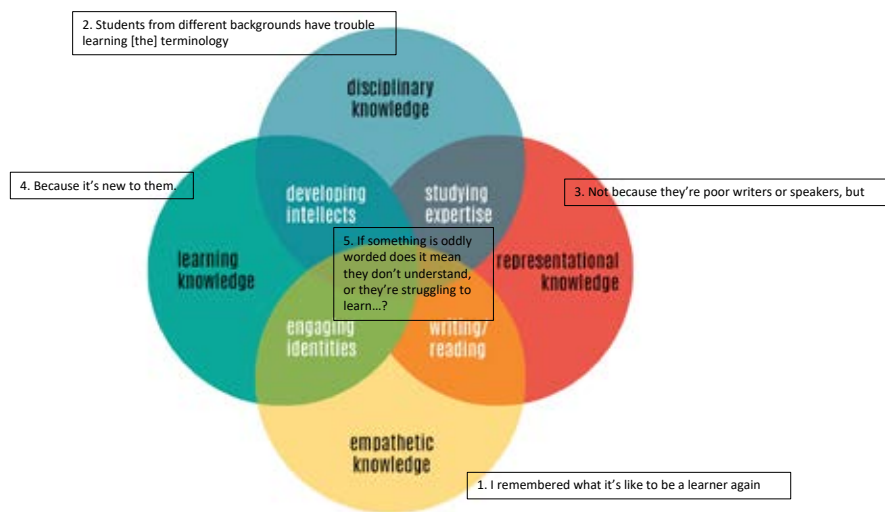 2. Students from different backgrounds have trouble
learning [the] terminology
disciplinary
knowledge
4. Because it's new to them.
developing
intellects
studying
expertise
3. Not because they're poor writers or speakers, but
5. If something is oddly
worded does it mean
they don't understand,
or they're struggling to
learn…?
learning
knowledge
representational
knowledge
engaging
identities
writing/
reading
empathetic
knowledge
1. I remembered what it's like to be a learner again